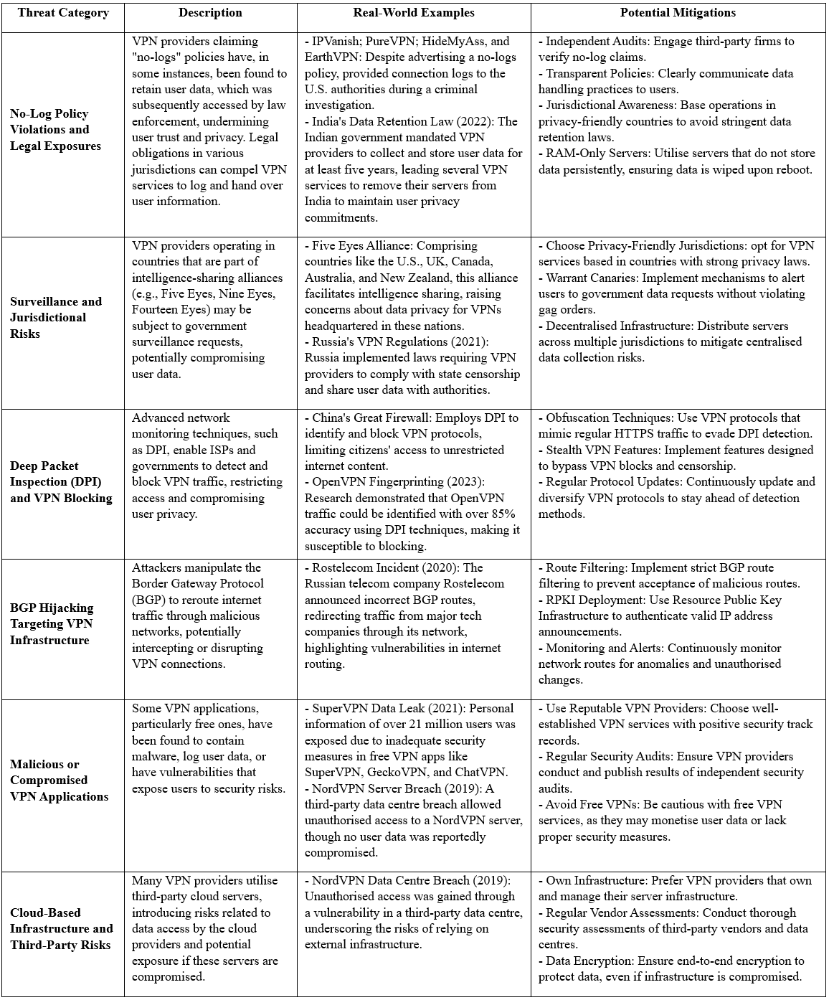 Threat Category
Description
Real-World Examples
Potential Mitigations
No-Log Policy
Violations and
Legal Exposures
VPN providers claiming
"no-logs" policies have, in
some instances, been found to
retain user data, which was
subsequently accessed by law
enforcement, undermining
user trust and privacy. Legal
obligations in various
jurisdictions can compel VPN
services to log and hand over
user information.
- IPVanish; PureVPN; HideMyAss, and
EarthVPN: Despite advertising a no-logs
policy, provided connection logs to the
U.S. authorities during a criminal
investigation.
- India's Data Retention Law (2022): The
Indian government mandated VPN
providers to collect and store user data for
at least five years, leading several VPN
services to remove their servers from
India to maintain user privacy
commitments.
- Independent Audits: Engage third-party firms to
verify no-log claims.
- Transparent Policies: Clearly communicate data
handling practices to users.
- Jurisdictional Awareness: Base operations in
privacy-friendly countries to avoid stringent data
retention laws.
- RAM-Only Servers: Utilise servers that do not store
data persistently, ensuring data is wiped upon reboot.
Surveillance and
Jurisdictional
Risks
VPN providers operating in
countries that are part of
intelligence-sharing alliances
(e.g., Five Eyes, Nine Eyes,
Fourteen Eyes) may be
subject to government
surveillance requests,
potentially compromising
user data.
- Five Eyes Alliance: Comprising
countries like the U.S., UK, Canada,
Australia, and New Zealand, this alliance
facilitates intelligence sharing, raising
concerns about data privacy for VPNs
headquartered in these nations.
- Russia's VPN Regulations (2021):
Russia implemented laws requiring VPN
providers to comply with state censorship
and share user data with authorities.
- Choose Privacy-Friendly Jurisdictions: opt for VPN
services based in countries with strong privacy laws.
- Warrant Canaries: Implement mechanisms to alert
users to government data requests without violating
gag orders.
- Decentralised Infrastructure: Distribute servers
across multiple jurisdictions to mitigate centralised
data collection risks.
Deep Packet
Inspection (DPI)
and VPN Blocking
Advanced network
monitoring techniques, such
as DPI, enable ISPs and
governments to detect and
block VPN traffic, restricting
access and compromising
user privacy.
- China's Great Firewall: Employs DPI to
identify and block VPN protocols,
limiting citizens' access to unrestricted
internet content.
- OpenVPN Fingerprinting (2023):
Research demonstrated that OpenVPN
traffic could be identified with over 85%
accuracy using DPI techniques, making it
susceptible to blocking.
- Obfuscation Techniques: Use VPN protocols that
mimic regular HTTPS traffic to evade DPI detection.
- Stealth VPN Features: Implement features designed
to bypass VPN blocks and censorship.
- Regular Protocol Updates: Continuously update and
diversify VPN protocols to stay ahead of detection
methods.
BGP Hijacking
Targeting VPN
Infrastructure
Attackers manipulate the
Border Gateway Protocol
(BGP) to reroute internet
traffic through malicious
networks, potentially
intercepting or disrupting
VPN connections.
- Rostelecom Incident (2020): The
Russian telecom company Rostelecom
announced incorrect BGP routes,
redirecting traffic from major tech
companies through its network,
highlighting vulnerabilities in internet
routing.
- Route Filtering: Implement strict BGP route
filtering to prevent acceptance of malicious routes.
- RPKI Deployment: Use Resource Public Key
Infrastructure to authenticate valid IP address
announcements.
- Monitoring and Alerts: Continuously monitor
network routes for anomalies and unauthorised
changes.
Malicious or
Compromised
VPN Applications
Some VPN applications,
particularly free ones, have
been found to contain
malware, log user data, or
have vulnerabilities that
expose users to security risks.
- SuperVPN Data Leak (2021): Personal
information of over 21 million users was
exposed due to inadequate security
measures in free VPN apps like
SuperVPN, GeckoVPN, and ChatVPN.
- NordVPN Server Breach (2019): A
third-party data centre breach allowed
unauthorised access to a NordVPN server,
though no user data was reportedly
compromised.
- Use Reputable VPN Providers: Choose well-
established VPN services with positive security track
records.
- Regular Security Audits: Ensure VPN providers
conduct and publish results of independent security
audits.
- Avoid Free VPNs: Be cautious with free VPN
services, as they may monetise user data or lack
proper security measures.
Cloud-Based
Infrastructure and
Third-Party Risks
Many VPN providers utilise
third-party cloud servers,
introducing risks related to
data access by the cloud
providers and potential
exposure if these servers are
compromised.
- NordVPN Data Centre Breach (2019):
Unauthorised access was gained through
a vulnerability in a third-party data centre,
underscoring the risks of relying on
external infrastructure.
- Own Infrastructure: Prefer VPN providers that own
and manage their server infrastructure.
- Regular Vendor Assessments: Conduct thorough
security assessments of third-party vendors and data
centres.
- Data Encryption: Ensure end-to-end encryption to
protect data, even if infrastructure is compromised.